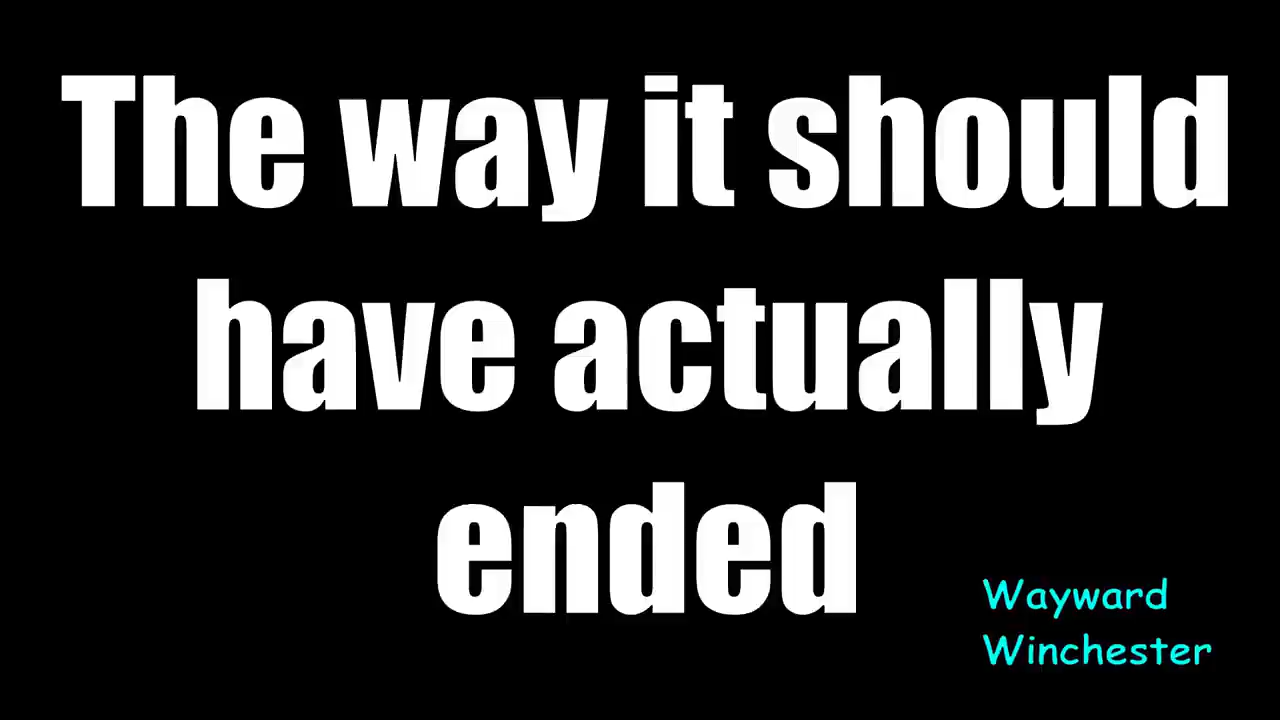 The way it should
have actually
ended
Wayward
Winchester